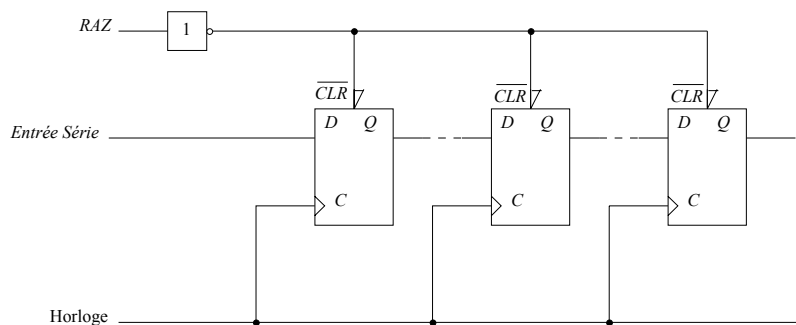 RAZ
1
CLR CLR CLR
Entrée Série
D Q D Q D Q
C C C
Horloge